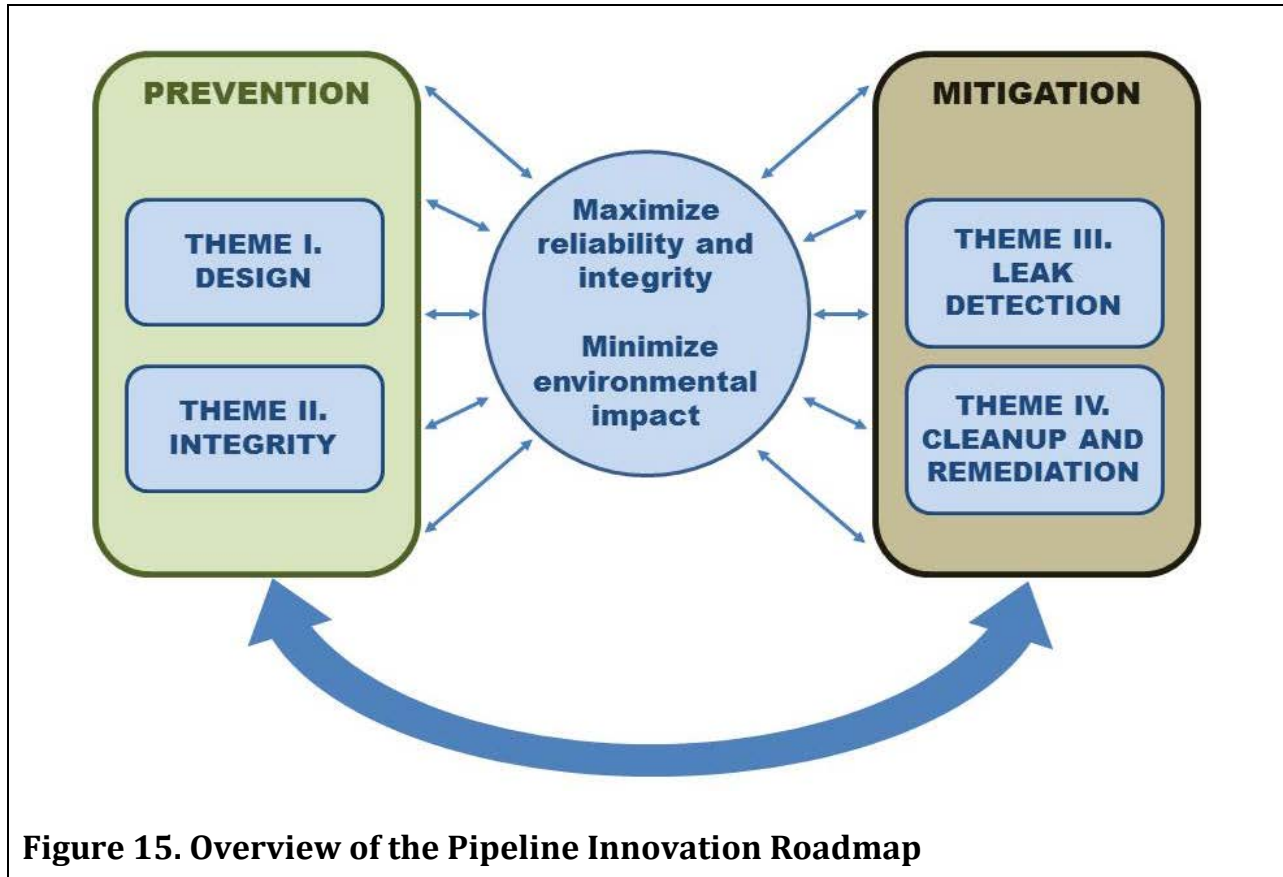 PREVENTION
THEME I.
DESIGN
THEME II.
INTEGRITY
Maximize
reliability and
integrity
Minimize
environmental
impact
MITIGATION
THEME III.
LEAK
DETECTION
THEME IV.
CLEANUP AND
REMEDIATION
Figure 15. Overview of the Pipeline Innovation Roadmap